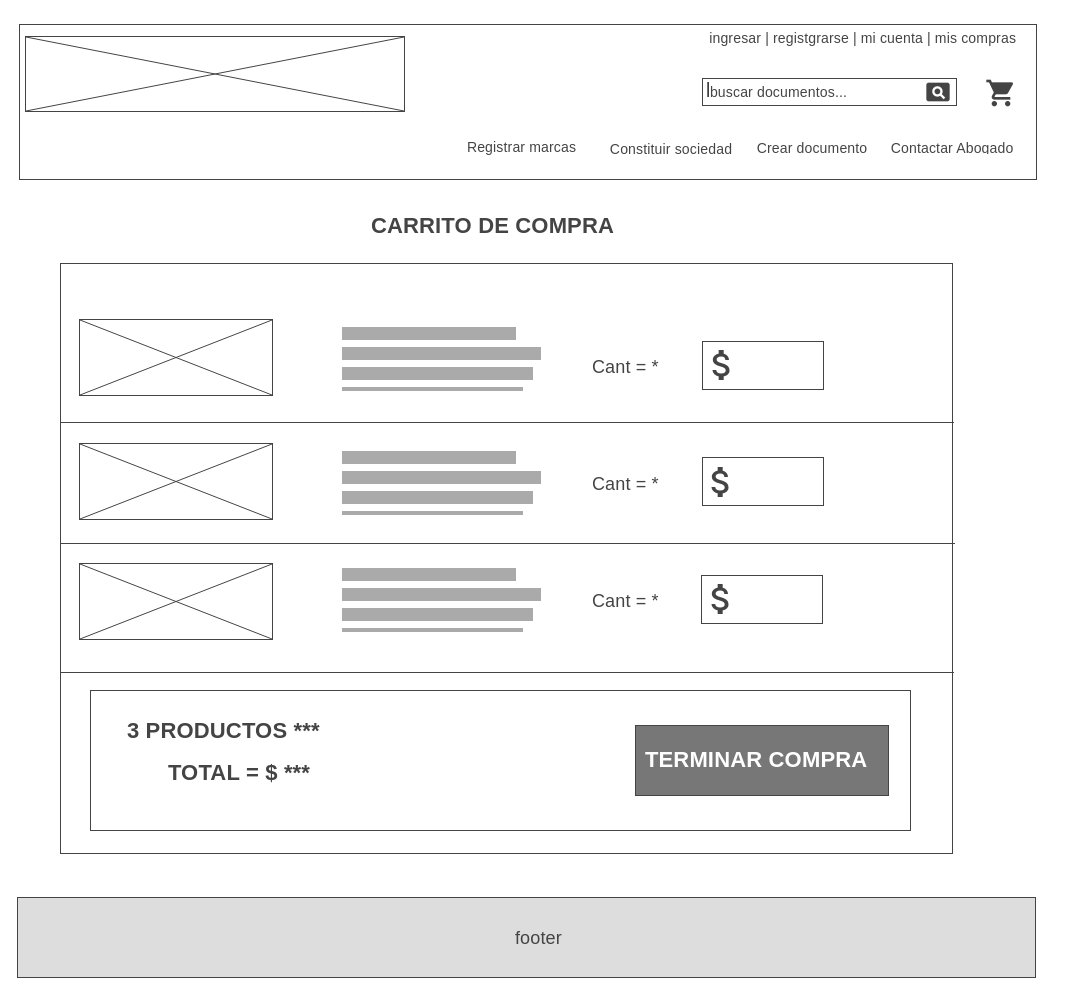 ingresar | registgrarse | mi cuenta | mis compras
buscar documentos...
Registrar marcas Constituir sociedad Crear documento Contactar Abogado
CARRITO DE COMPRA
Cant = * $
Cant = * $
Cant = * $
3 PRODUCTOS ***
TOTAL = $ ***
TERMINAR COMPRA
footer